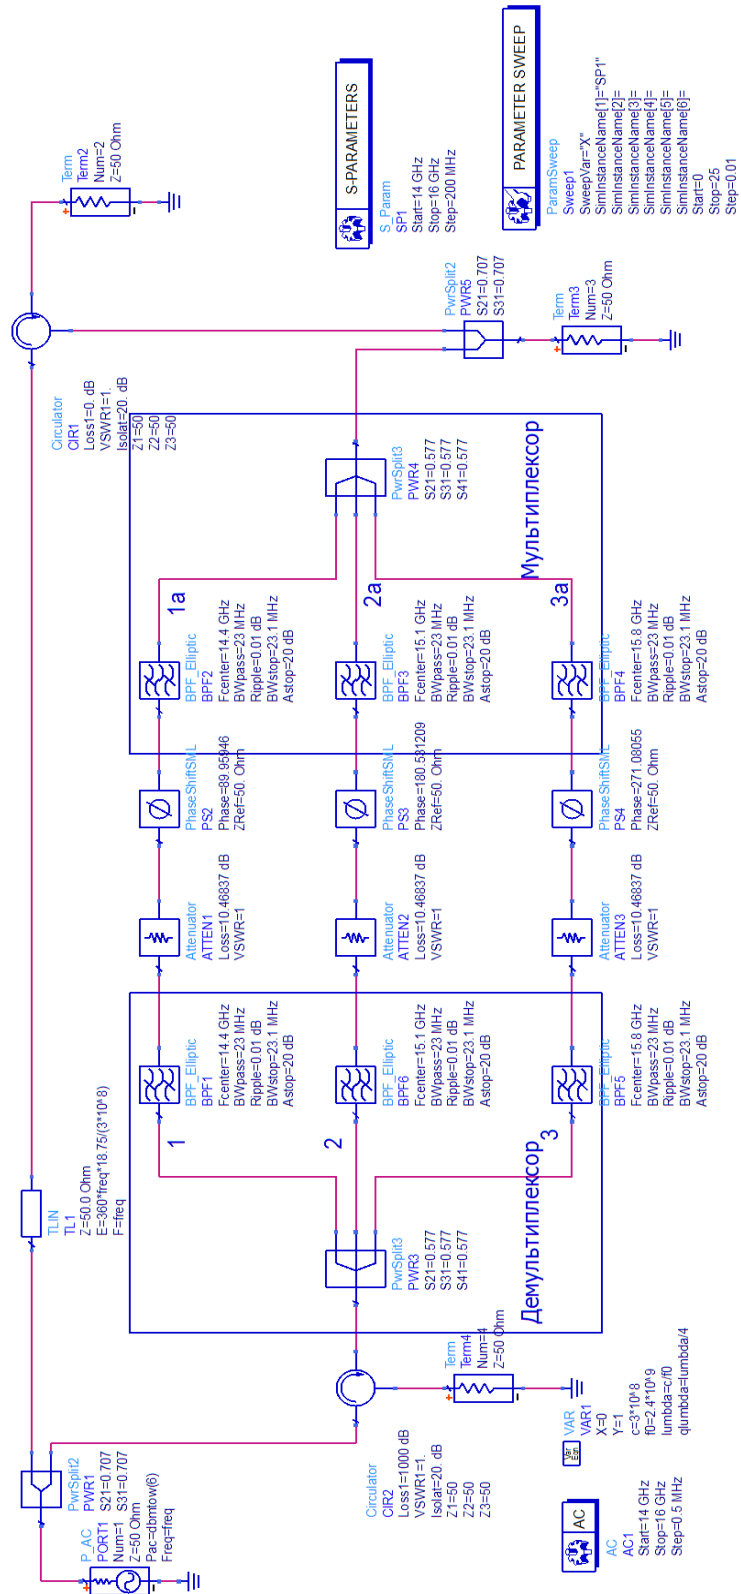 P_AC
PORT1
Num=1
Z=50 Ohm
Pac=dbmtow(6)
Freq=freq
PwrSplit2
PWR1
S21=0.707
S31=0.707
TLIN
TL1
Z=50.0 Ohm
E=360*freq*18.75/(3*10^8)
F=freq
Circulator
CIR1
Loss1=0. dB
VSWR1=1.
Isolat=20. dB
Z1=50
Z2=50
Z3=50
Term
Term2
Num=2
Z=50 Ohm
1
BPF_Elliptic
BPF1
Fcenter=14.4 GHz
BWpass=23 MHz
Ripple=0.01 dB
BWstop=23.1 MHz
Astop=20 dB
Attenuator
ATTEN1
Loss=10.46837 dB
VSWR=1
PhaseShiftSML
PS2
Phase=89.95946
ZRef=50. Ohm
BPF_Elliptic
BPF2
Fcenter=14.4 GHz
BWpass=23 MHz
Ripple=0.01 dB
BWstop=23.1 MHz
Astop=20 dB
1a
Circulator
CIR2
Loss1=1000 dB
VSWR1=1.
Isolat=20. dB
Z1=50
Z2=50
Z3=50
Term
Term4
Num=4
Z=50 Ohm
PwrSplit3
PWR3
S21=0.577
S31=0.577
S41=0.577
2
BPF_Elliptic
BPF6
Fcenter=15.1 GHz
BWpass=23 MHz
Ripple=0.01 dB
BWstop=23.1 MHz
Astop=20 dB
Attenuator
ATTEN2
Loss=10.46837 dB
VSWR=1
PhaseShiftSML
PS3
Phase=180.531209
ZRef=50. Ohm
BPF_Elliptic
BPF3
Fcenter=15.1 GHz
BWpass=23 MHz
Ripple=0.01 dB
BWstop=23.1 MHz
Astop=20 dB
2a
PwrSplit3
PWR4
S21=0.577
S31=0.577
S41=0.577
PwrSplit2
PWR5
S21=0.707
S31=0.707
Term
Term3
Num=3
Z=50 Ohm
S-PARAMETERS
S_Param
SP1
Start=14 GHz
Stop=16 GHz
Step=200 MHz
Демультиплексор
3
BPF_Elliptic
BPF5
Fcenter=15.8 GHz
BWpass=23 MHz
Ripple=0.01 dB
BWstop=23.1 MHz
Astop=20 dB
Attenuator
ATTEN3
Loss=10.46837 dB
VSWR=1
PhaseShiftSML
PS4
Phase=271.08055
ZRef=50. Ohm
BPF_Elliptic
BPF4
Fcenter=15.8 GHz
BWpass=23 MHz
Ripple=0.01 dB
BWstop=23.1 MHz
Astop=20 dB
3a
Мультиплексор
AC
AC
AC1
Start=14 GHz
Stop=16 GHz
Step=0.5 MHz
Var
Eqn
VAR
VAR1
X=0
Y=1
c=3*10^8
f0=2.4*10^9
lumbda=c/f0
qlumbda=lumbda/4
PARAMETER SWEEP
ParamSweep
Sweep1
SweepVar="X"
SimInstanceName[1]="SP1"
SimInstanceName[2]=
SimInstanceName[3]=
SimInstanceName[4]=
SimInstanceName[5]=
SimInstanceName[6]=
Start=0
Stop=25
Step=0.01